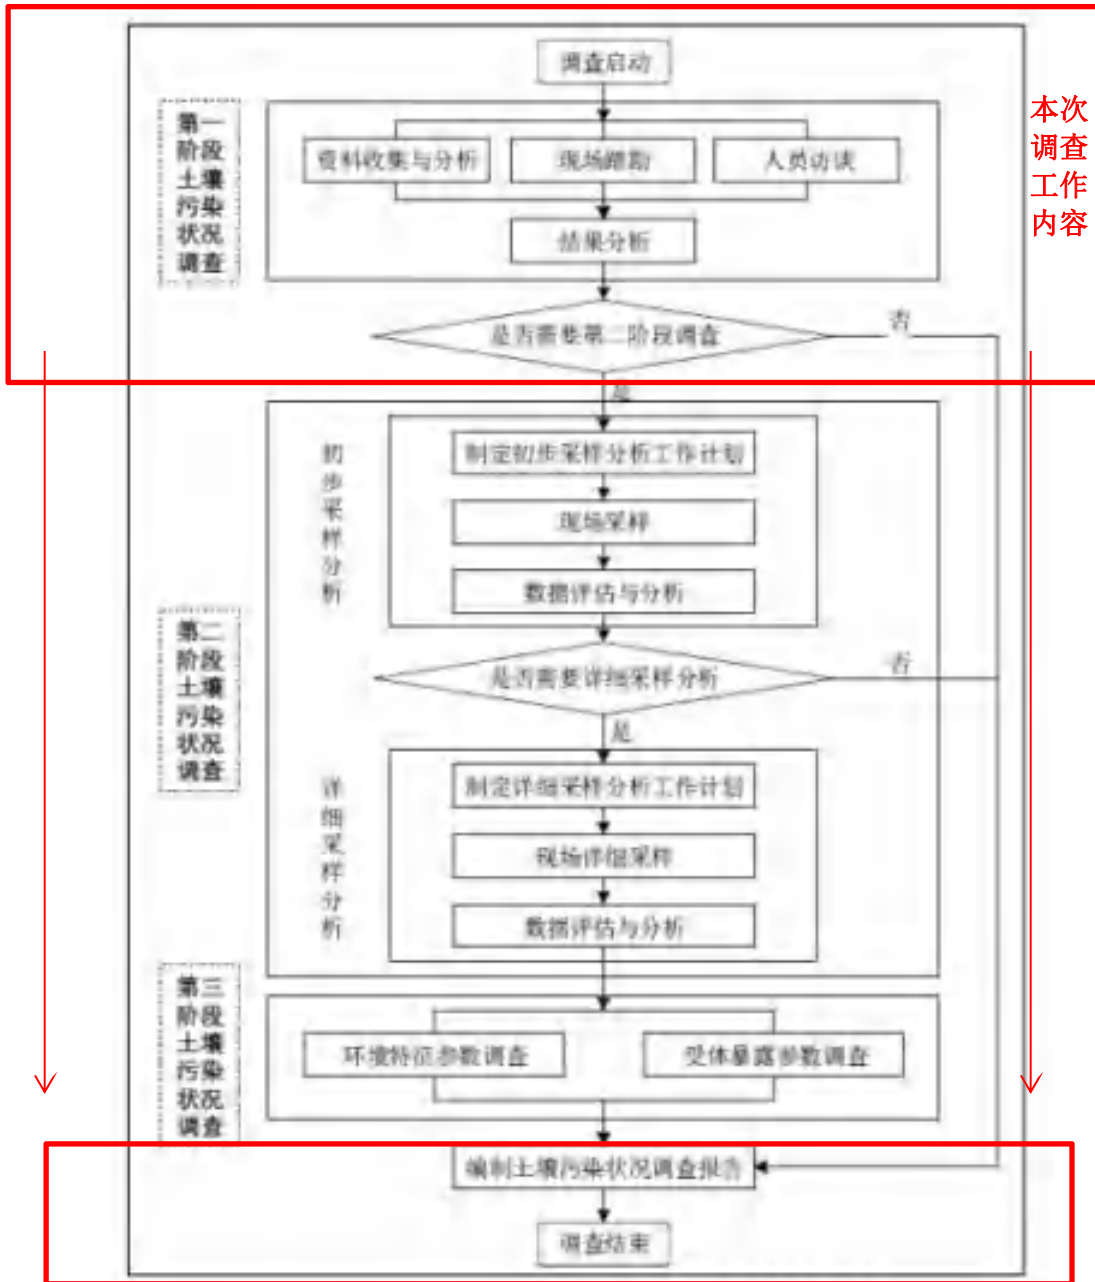 调查启动
本次
调查
工作
内容
第一
阶段
土壤
污染
状况
调查
资料收集与分析
现场踏勘
人员访谈
结果分析
是否需要第二阶段调查
否
是
初
步
采
样
分
析
制定初步采样分析工作计划
现场采样
数据评估与分析
第二
阶段
土壤
污染
状况
调查
是否需要详细采样分析
否
是
详
细
采
样
分
析
制定详细采样分析工作计划
现场详细采样
数据评估与分析
第三
阶段
土壤
污染
状况
调查
环境特征参数调查
受体暴露参数调查
编制土壤污染状况调查报告
调查结束